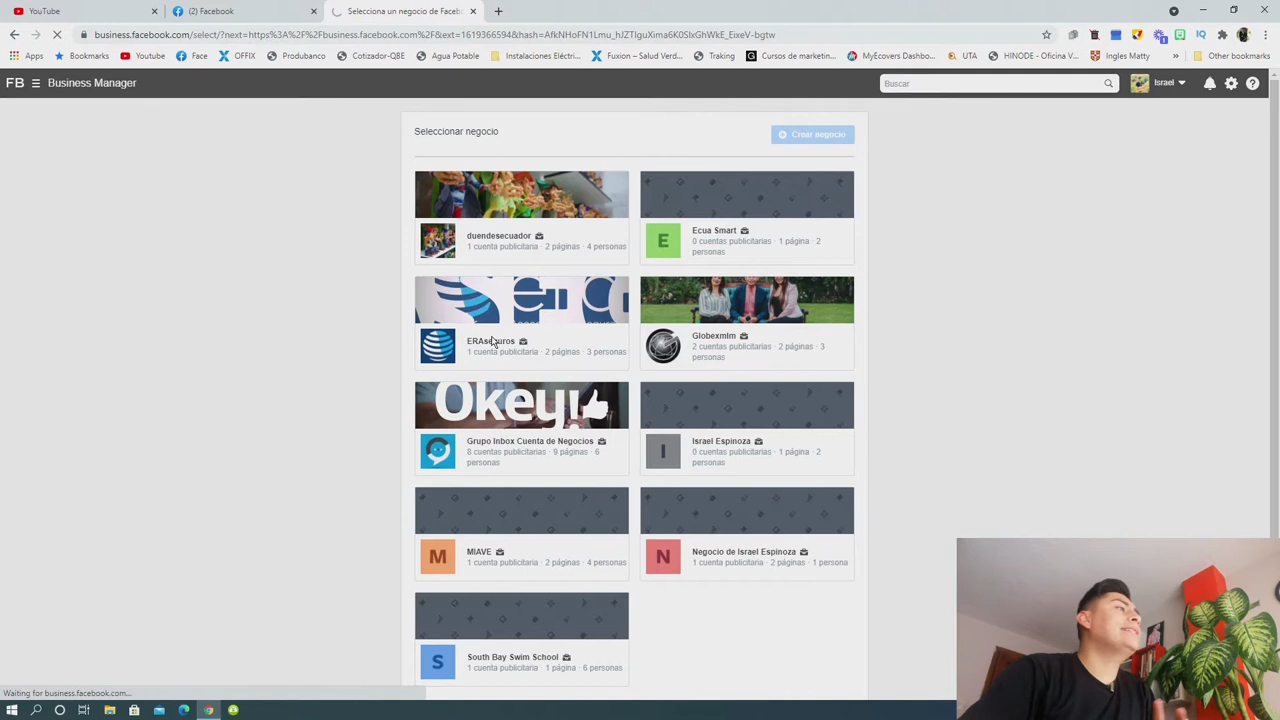 YouTube
(2) Facebook
Selecciona un negocio de Faceb
business.facebook.com/select/?next=https%3A%2F%2Fbusiness.facebook.com%2F&ext=1619366594&hash=AfkNHoFN1Lmu_hJZTIguXima6K0SlxGhWkE_EixeV-bgtw
Apps
Bookmarks
Youtube
Face
OFFIX
Produbanco
Cotizador-QBE
Instalaciones Eléctric...
Fuxion – Salud Verd...
Traking
Cursos de marketin...
MyEcovers Dashbo...
UTA
HINODE - Oficina V...
Ingles Matty
Other bookmarks
FB
Business Manager
Buscar
Israel
Seleccionar negocio
Crear negocio
duendesecuador
1 cuenta publicitaria · 2 páginas · 4 personas
E
Ecua Smart
0 cuentas publicitarias · 1 página · 2
personas
ERAseguros
1 cuenta publicitaria · 2 páginas · 3 personas
Globexmlm
2 cuentas publicitarias · 2 páginas · 3
personas
Okey!
Grupo Inbox Cuenta de Negocios
8 cuentas publicitarias · 9 páginas · 6
personas
I
Israel Espinoza
0 cuentas publicitarias · 1 página · 2
personas
M
MIAVE
1 cuenta publicitaria · 2 páginas · 4 personas
N
Negocio de Israel Espinoza
1 cuenta publicitaria · 2 páginas · 1 persona
S
South Bay Swim School
1 cuenta publicitaria · 1 página · 6 personas
Waiting for business.facebook.com...